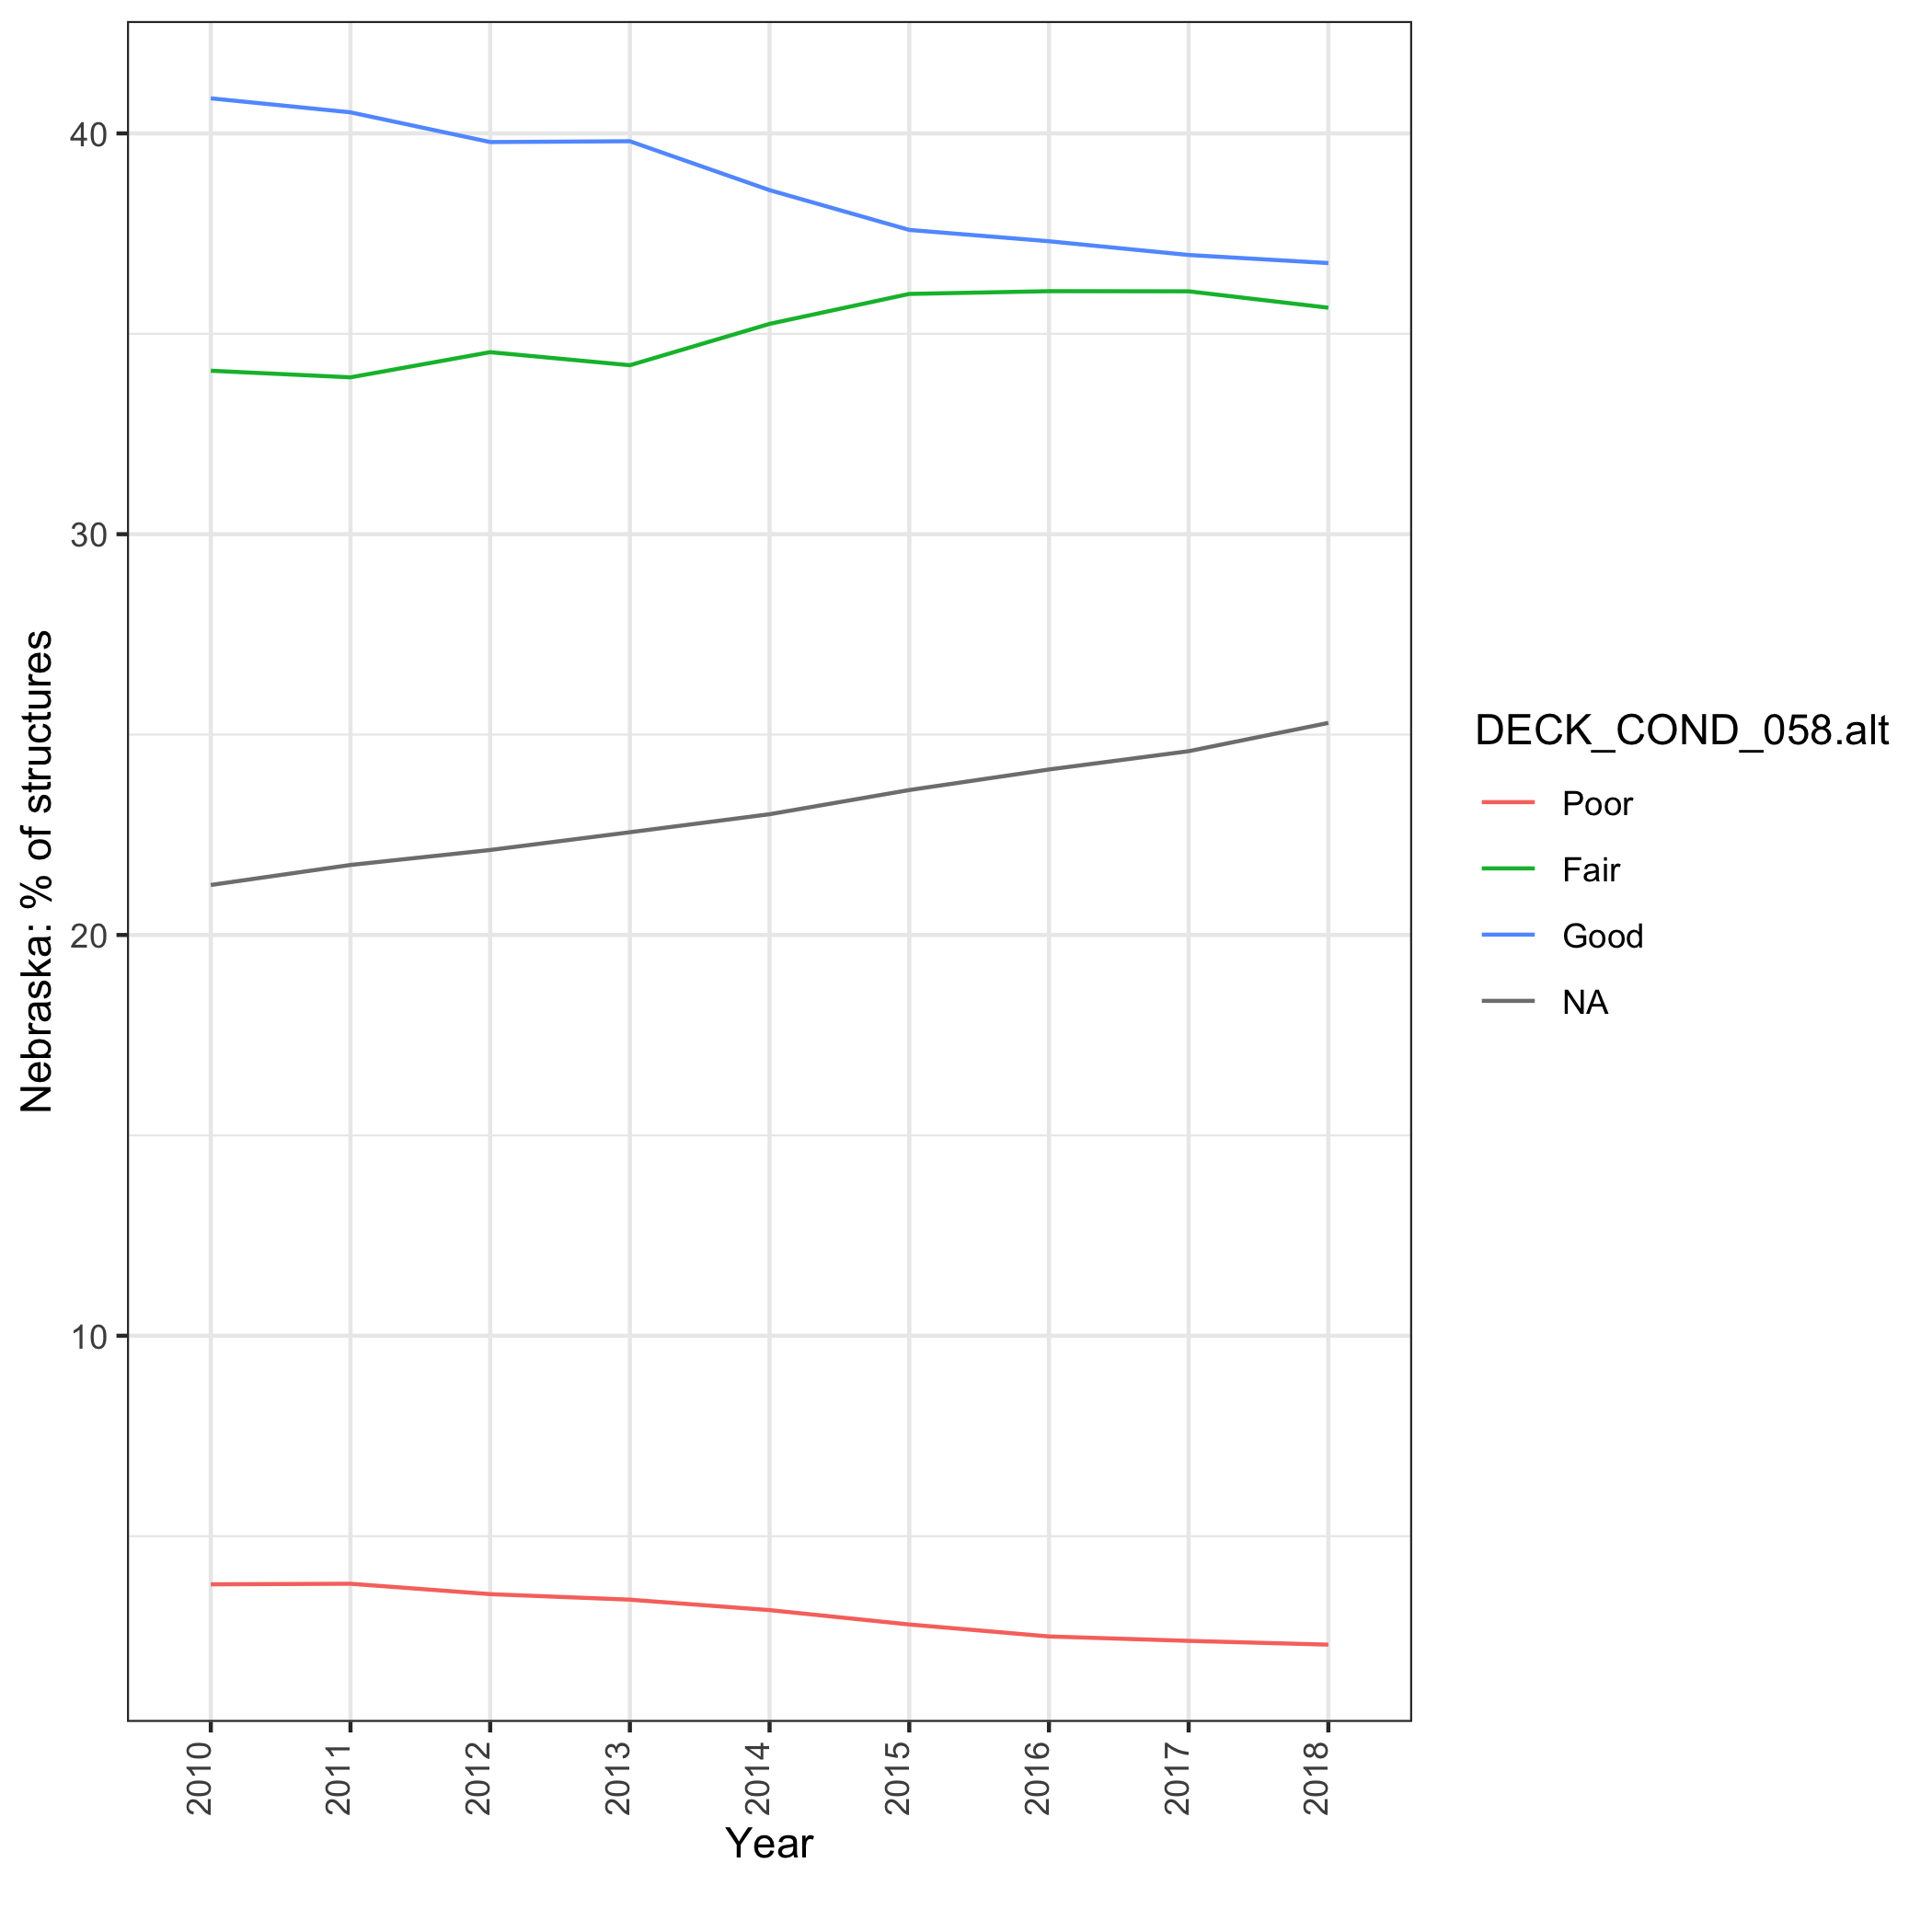 40
30
20
10
Nebraska: % of structures
2010
2011
2012
2013
2014
2015
2016
2017
2018
Year
DECK_COND_058.alt
Poor
Fair
Good
NA